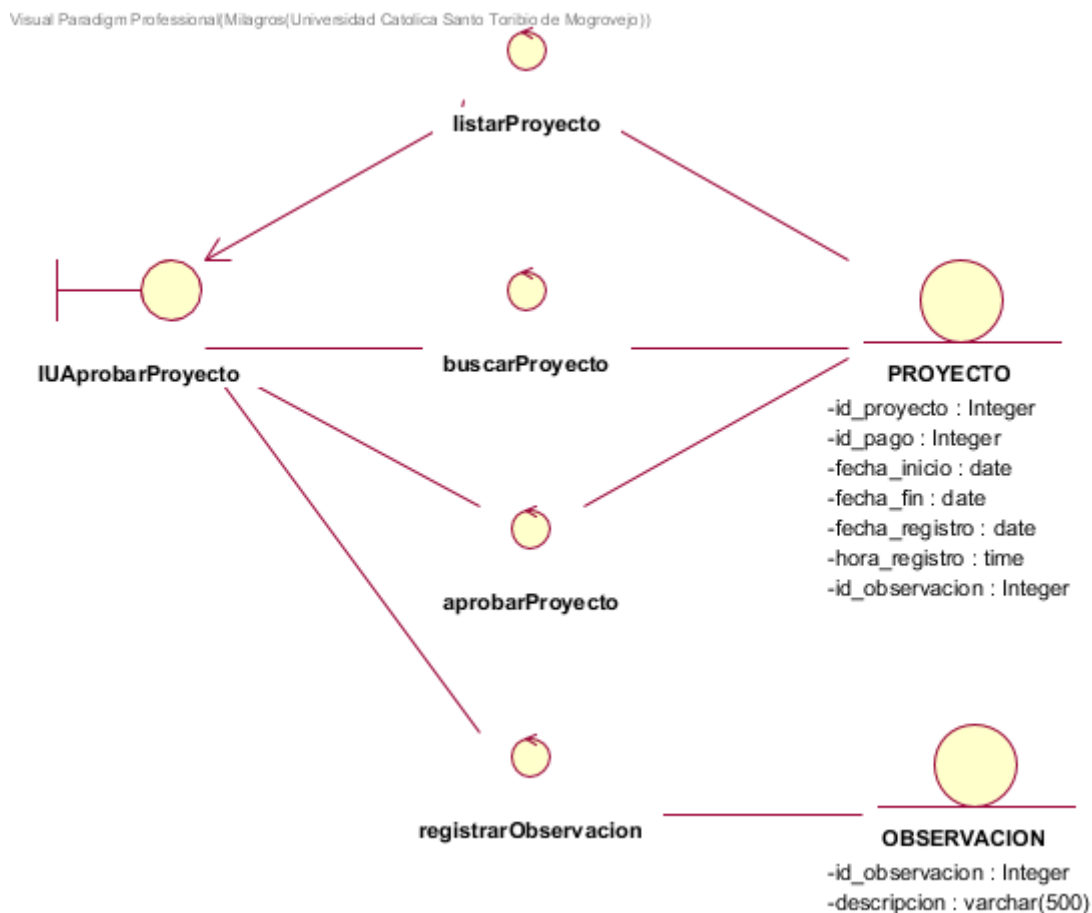 Visual Paradigm Professional(Milagros(Universidad Catolica Santo Toribio de Mogrovejo))
listarProyecto
IUAprobarProyecto
buscarProyecto
PROYECTO
-id_proyecto : Integer
-id_pago : Integer
-fecha_inicio : date
-fecha_fin : date
-fecha_registro : date
-hora_registro : time
-id_observacion : Integer
aprobarProyecto
registrarObservacion
OBSERVACION
-id_observacion : Integer
-descripcion : varchar(500)